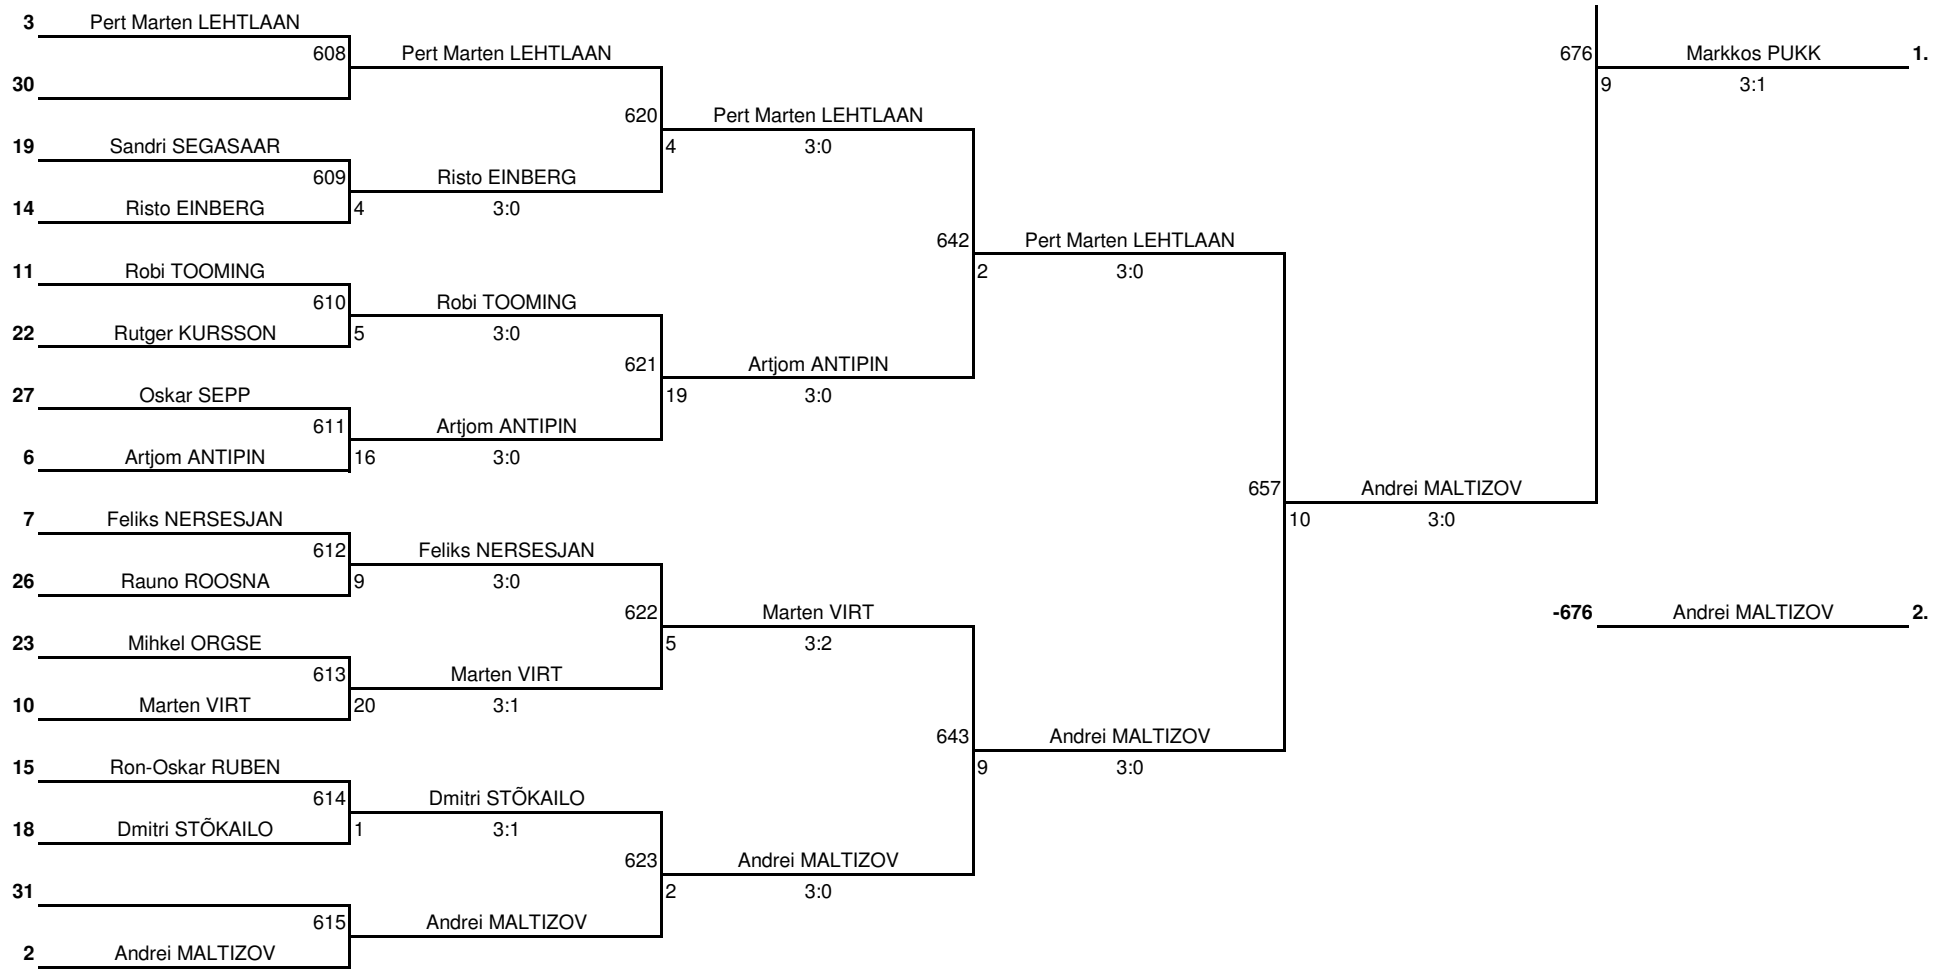 3 Pert Marten LEHTLAAN
608 Pert Marten LEHTLAAN 676 Markkos PUKK 1.
30 9 3:1
620 Pert Marten LEHTLAAN
19 Sandri SEGASAAR 4 3:0
609 Risto EINBERG
14 Risto EINBERG 4 3:0
642 Pert Marten LEHTLAAN
11 Robi TOOMING 2 3:0
610 Robi TOOMING
22 Rutger KURSSON 5 3:0
621 Artjom ANTIPIN
27 Oskar SEPP 19 3:0
611 Artjom ANTIPIN
6 Artjom ANTIPIN 16 3:0
657 Andrei MALTIZOV
7 Feliks NERSESJAN 10 3:0
612 Feliks NERSESJAN
26 Rauno ROOSNA 9 3:0
622 Marten VIRT -676 Andrei MALTIZOV 2.
23 Mihkel ORGSE 5 3:2
613 Marten VIRT
10 Marten VIRT 20 3:1
643 Andrei MALTIZOV
15 Ron-Oskar RUBEN 9 3:0
614 Dmitri STÕKAILO
18 Dmitri STÕKAILO 1 3:1
623 Andrei MALTIZOV
31 2 3:0
615 Andrei MALTIZOV
2 Andrei MALTIZOV